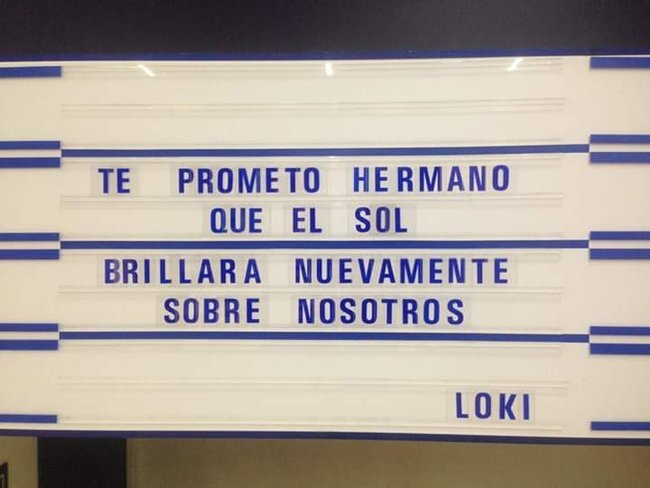 TE PROMETO HERMANO
QUE EL SOL
BRILLARA NUEVAMENTE
SOBRE NOSOTROS
LOKI